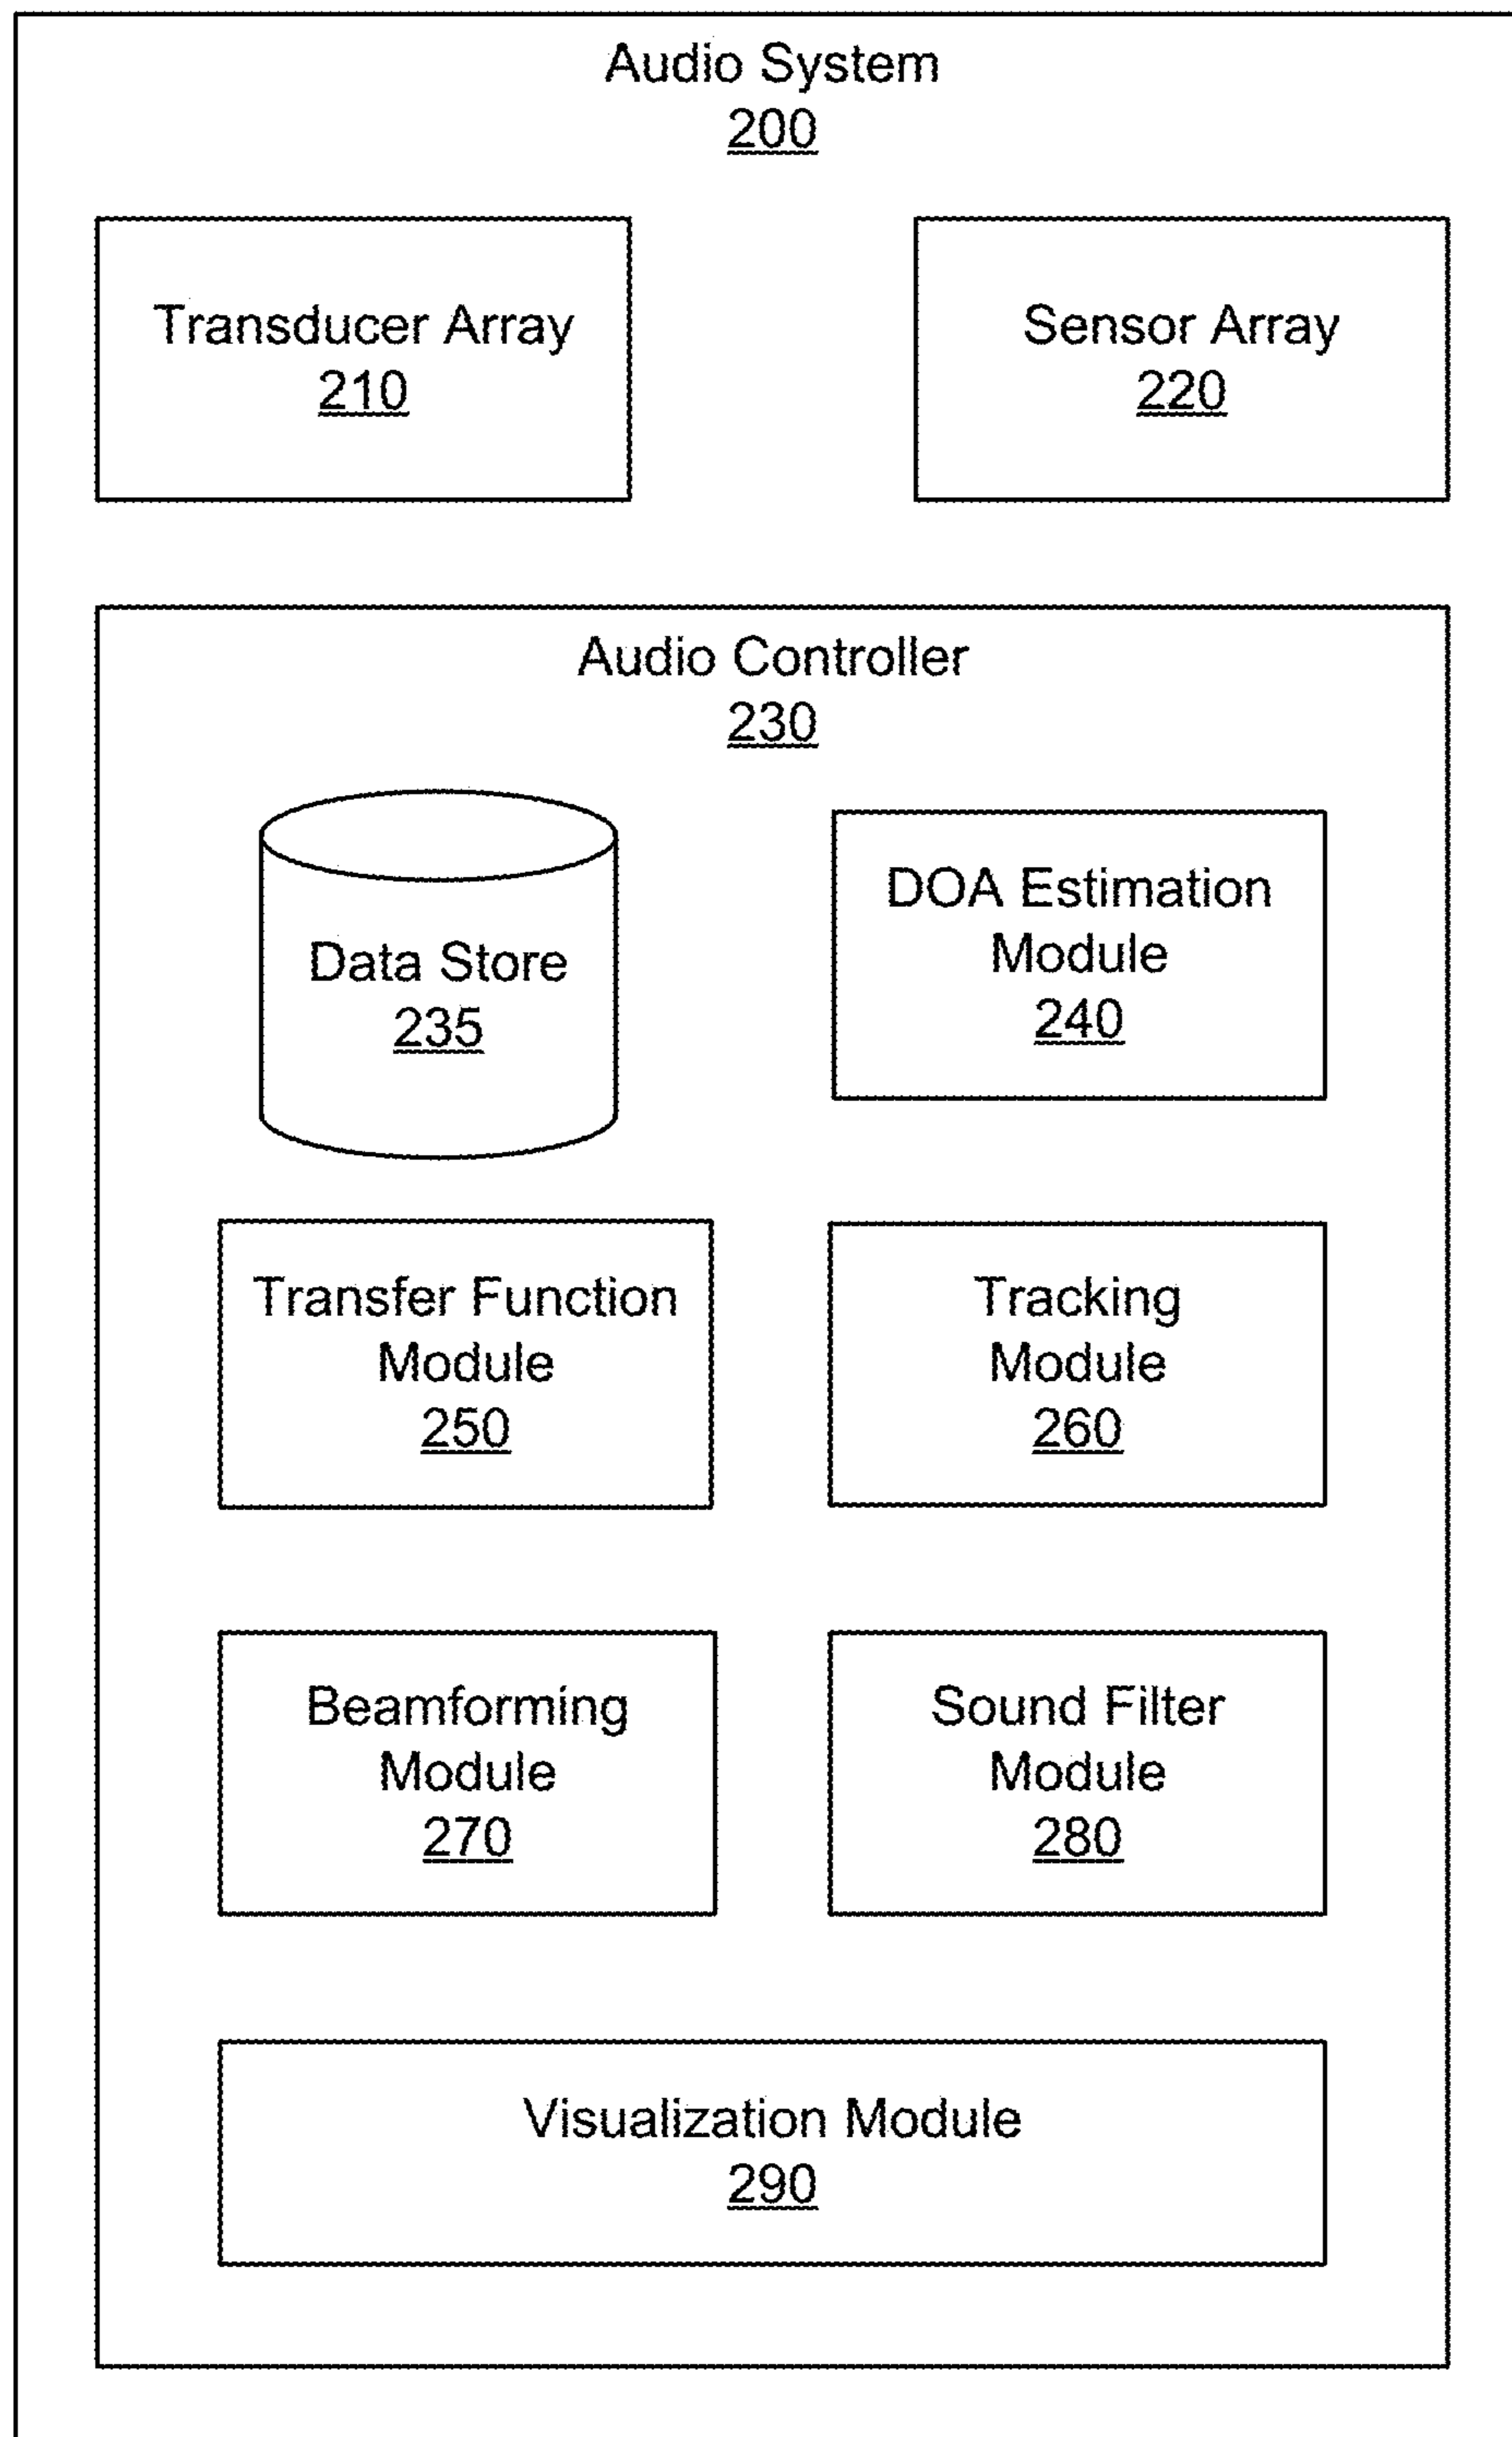 Audio System
200
Transducer Array
210
Sensor Array
220
Audio Controller
230
Data Store
235
DOA Estimation
Module
240
Transfer Function
Module
250
Tracking
Module
260
Beamforming
Module
270
Sound Filter
Module
280
Visualization Module
290